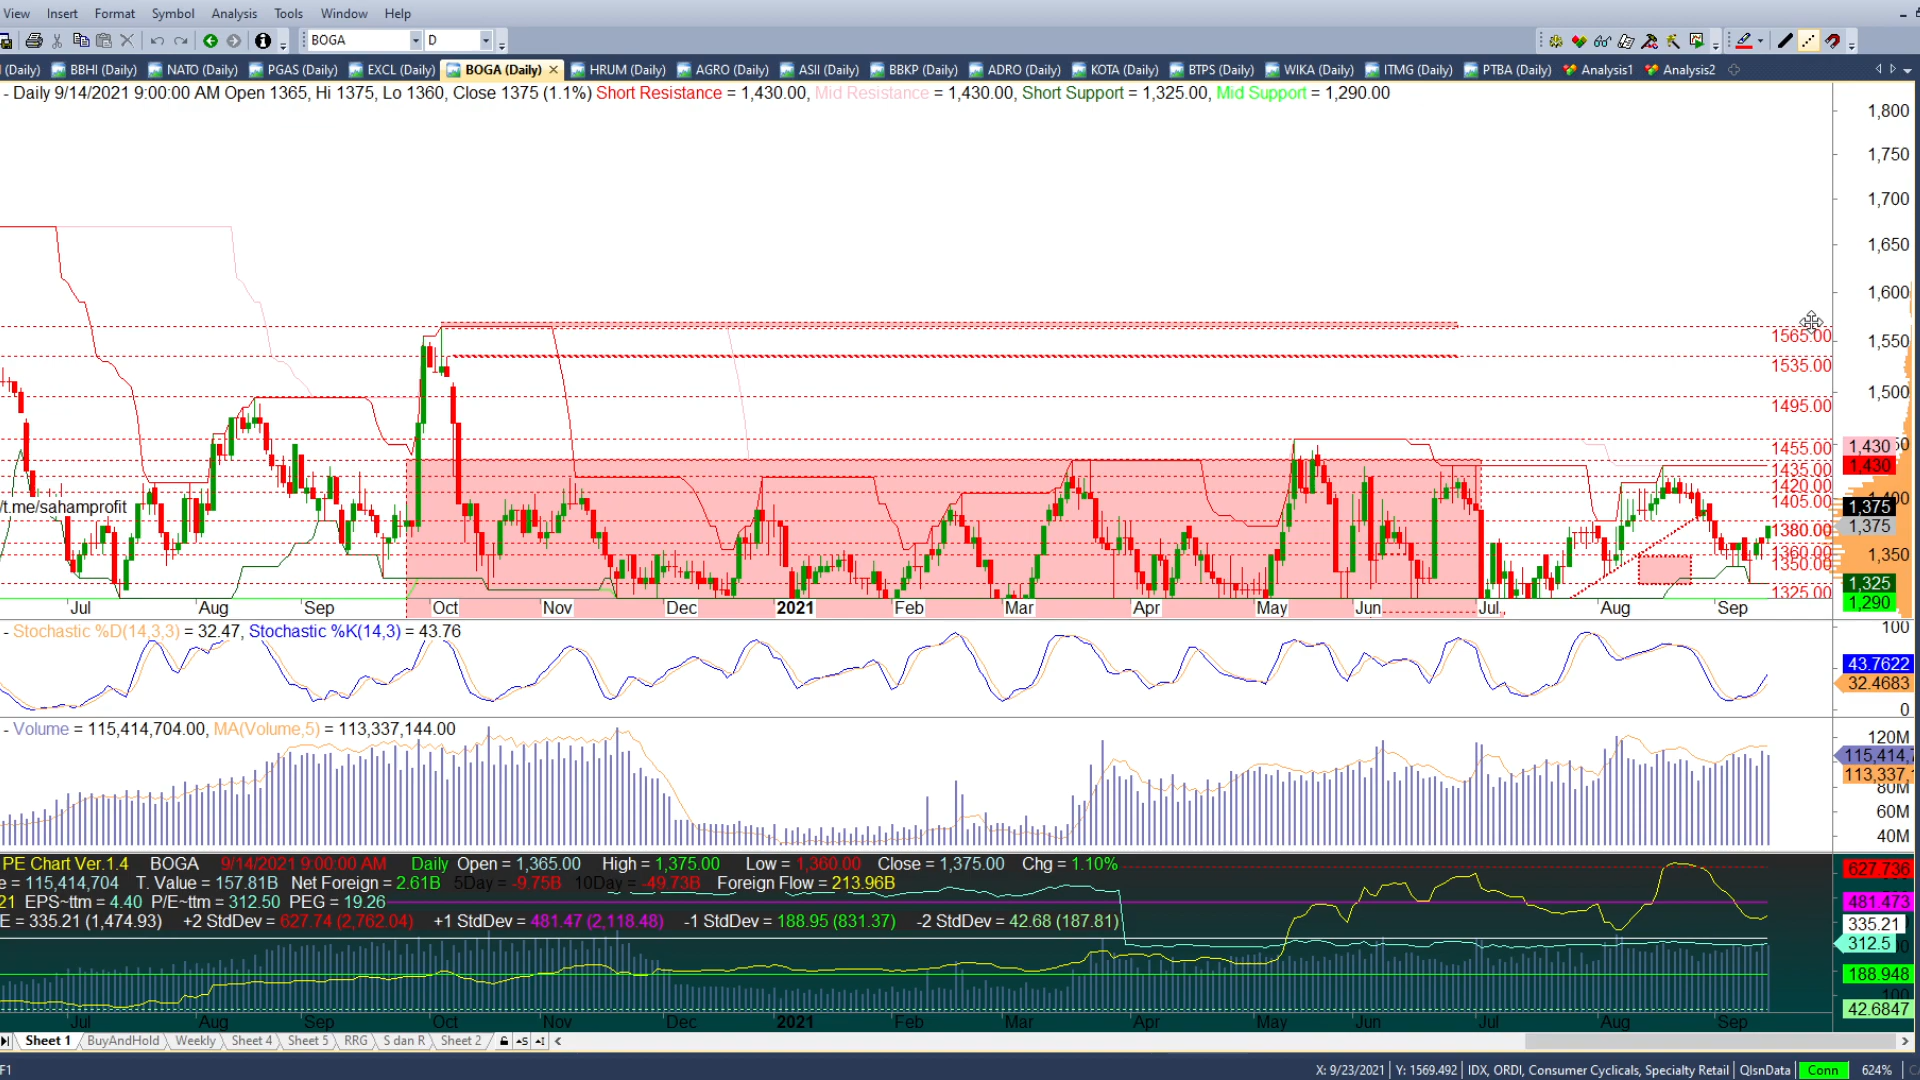 View Insert Format Symbol Analysis Tools Window Help
BOGA D
(Daily) BBHI (Daily) NATO (Daily) PGAS (Daily) EXCL (Daily) BOGA (Daily) HRUM (Daily) AGRO (Daily) ASII (Daily) BBKP (Daily) ADRO (Daily) KOTA (Daily) BTPS (Daily) WIKA (Daily) ITMG (Daily) PTBA (Daily) Analysis1 Analysis2
- Daily 9/14/2021 9:00:00 AM Open 1365, Hi 1375, Lo 1360, Close 1375 (1.1%) Short Resistance = 1,430.00, Mid Resistance = 1,430.00, Short Support = 1,325.00, Mid Support = 1,290.00
1,800
1,750
1,700
1,650
1,600
1565.00
1,550
1535.00
1,500
1495.00
1455.00
1,430
1435.00
1,430
1420.00
1405.00
/t.me/sahamprofit
1,375
1380.00
1,375
1360.00
1,350
1350.00
1325.00
1,325
1,290
Jul Aug Sep Oct Nov Dec 2021 Feb Mar Apr May Jun Jul Aug Sep
- Stochastic %D(14,3,3) = 32.47, Stochastic %K(14,3) = 43.76
100
43.7622
32.4683
0
- Volume = 115,414,704.00, MA(Volume,5) = 113,337,144.00
120M
115,414,
113,337,
80M
60M
40M
PE Chart Ver.1.4 BOGA 9/14/2021 9:00:00 AM Daily Open = 1,365.00 High = 1,375.00 Low = 1,360.00 Close = 1,375.00 Chg = 1.10%
e = 115,414,704 T. Value = 157.81B Net Foreign = 2.61B 5Day = -9.75B 10Day = -49.73B Foreign Flow = 213.96B
21 EPS~ttm = 4.40 P/E~ttm = 312.50 PEG = 19.26
E = 335.21 (1,474.93) +2 StdDev = 627.74 (2,762.04) +1 StdDev = 481.47 (2,118.48) -1 StdDev = 188.95 (831.37) -2 StdDev = 42.68 (187.81)
627.736
481.473
335.21
312.5
188.948
42.6847
Jul Aug Sep Oct Nov Dec 2021 Feb Mar Apr May Jun Jul Aug Sep
Sheet 1 BuyAndHold Weekly Sheet 4 Sheet 5 RRG S dan R Sheet 2
F1 X: 9/23/2021 Y: 1569.492 IDX, ORDI, Consumer Cyclicals, Specialty Retail QlsnData Conn 624%